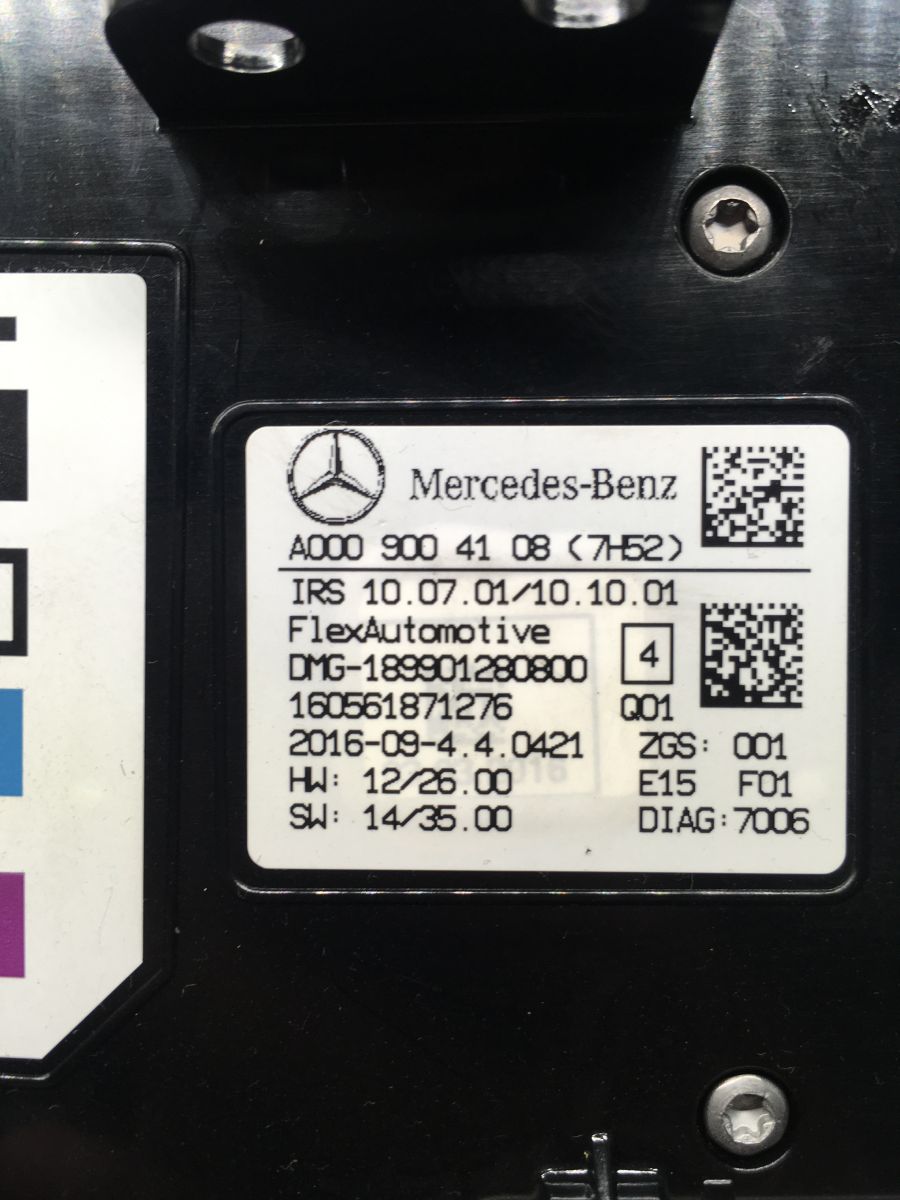 Mercedes-Benz
A000 900 41 08 (7H52)
IRS 10.07.01/10.10.01
FlexAutomotive
DMG-189901280800
4
160561871276 Q01
2016-09-4.4.0421 ZGS: 001
HW: 12/26.00 E15 F01
SW: 14/35.00 DIAG:7006